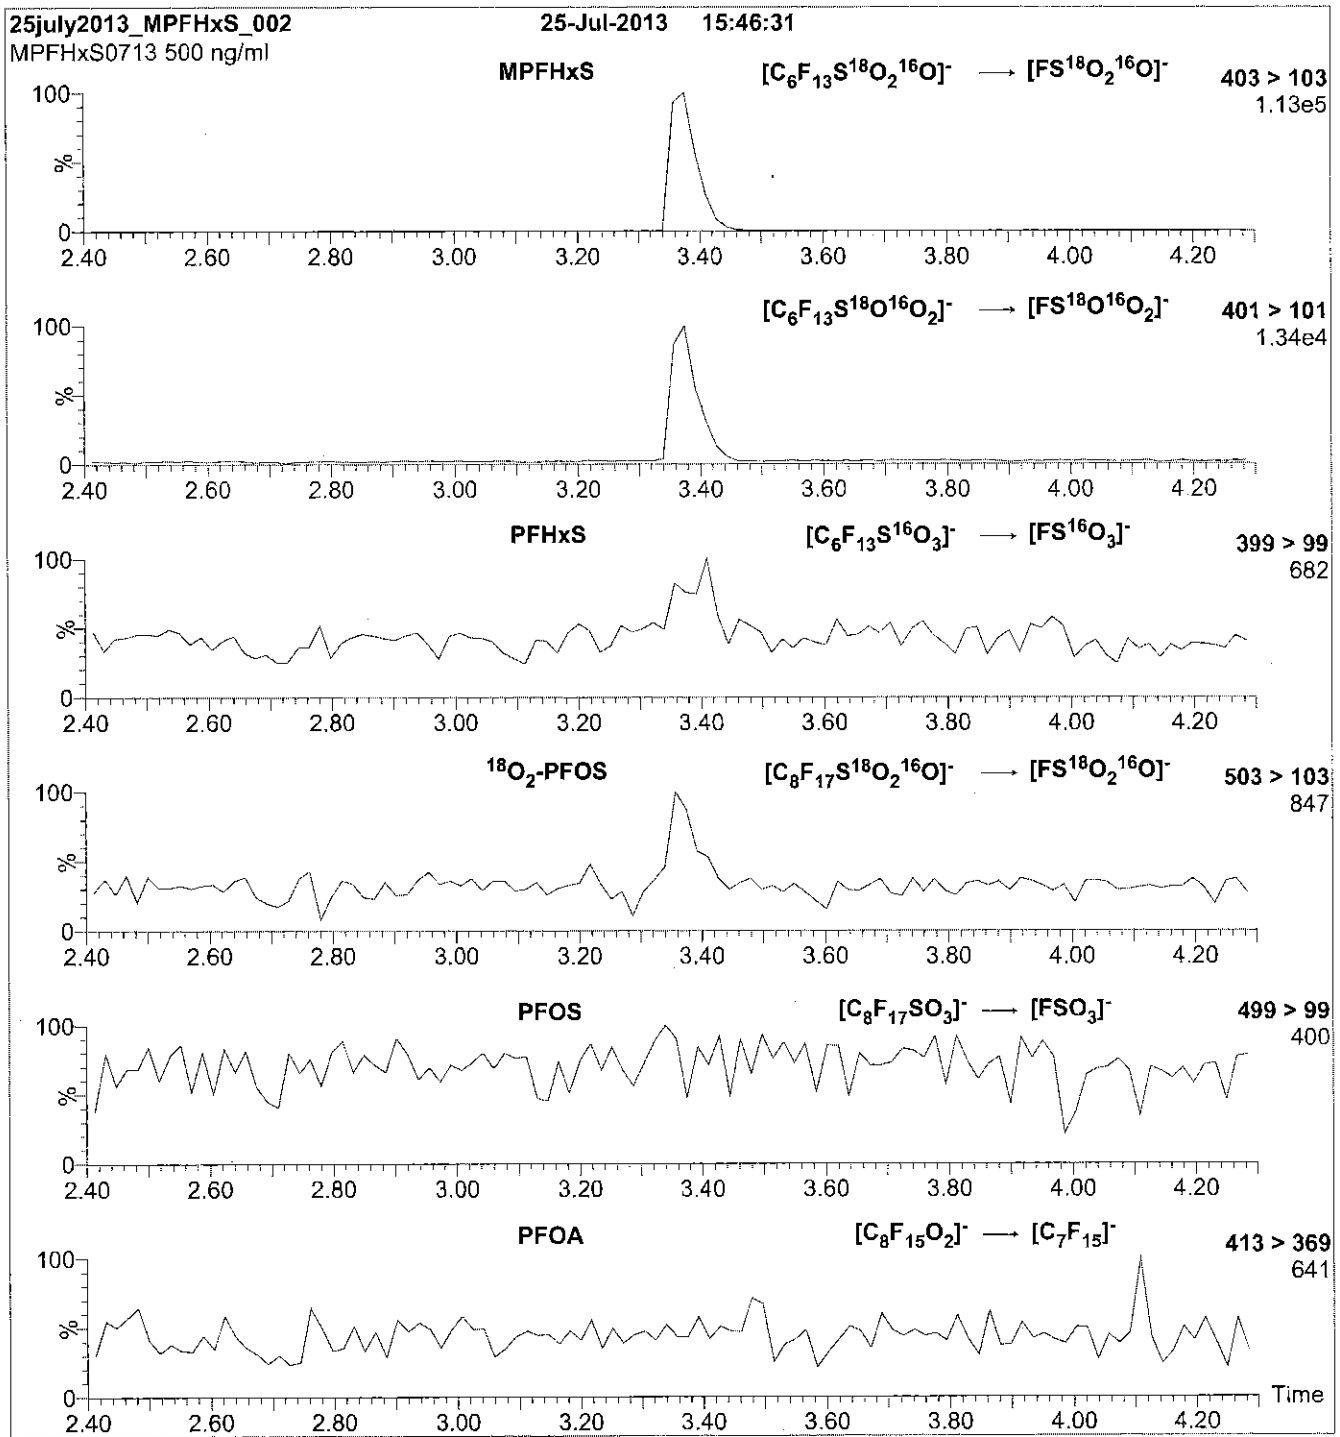 25july2013_MPFHxS_002 25-Jul-2013 15:46:31
MPFHxS0713 500 ng/ml
MPFHxS [C₆F₁₃S¹⁸O₂¹⁶O]⁻ → [FS¹⁸O₂¹⁶O]⁻ 403 > 103
1.13e5
100
%
0
2.40 2.60 2.80 3.00 3.20 3.40 3.60 3.80 4.00 4.20
[C₆F₁₃S¹⁸O¹⁶O₂]⁻ → [FS¹⁸O¹⁶O₂]⁻ 401 > 101
1.34e4
100
%
0
2.40 2.60 2.80 3.00 3.20 3.40 3.60 3.80 4.00 4.20
PFHxS [C₆F₁₃S¹⁶O₃]⁻ → [FS¹⁶O₃]⁻ 399 > 99
682
100
%
0
2.40 2.60 2.80 3.00 3.20 3.40 3.60 3.80 4.00 4.20
¹⁸O₂-PFOS [C₈F₁₇S¹⁸O₂¹⁶O]⁻ → [FS¹⁸O₂¹⁶O]⁻ 503 > 103
847
100
%
0
2.40 2.60 2.80 3.00 3.20 3.40 3.60 3.80 4.00 4.20
PFOS [C₈F₁₇SO₃]⁻ → [FSO₃]⁻ 499 > 99
400
100
%
0
2.40 2.60 2.80 3.00 3.20 3.40 3.60 3.80 4.00 4.20
PFOA [C₈F₁₅O₂]⁻ → [C₇F₁₅]⁻ 413 > 369
641
100
%
0
Time
2.40 2.60 2.80 3.00 3.20 3.40 3.60 3.80 4.00 4.20